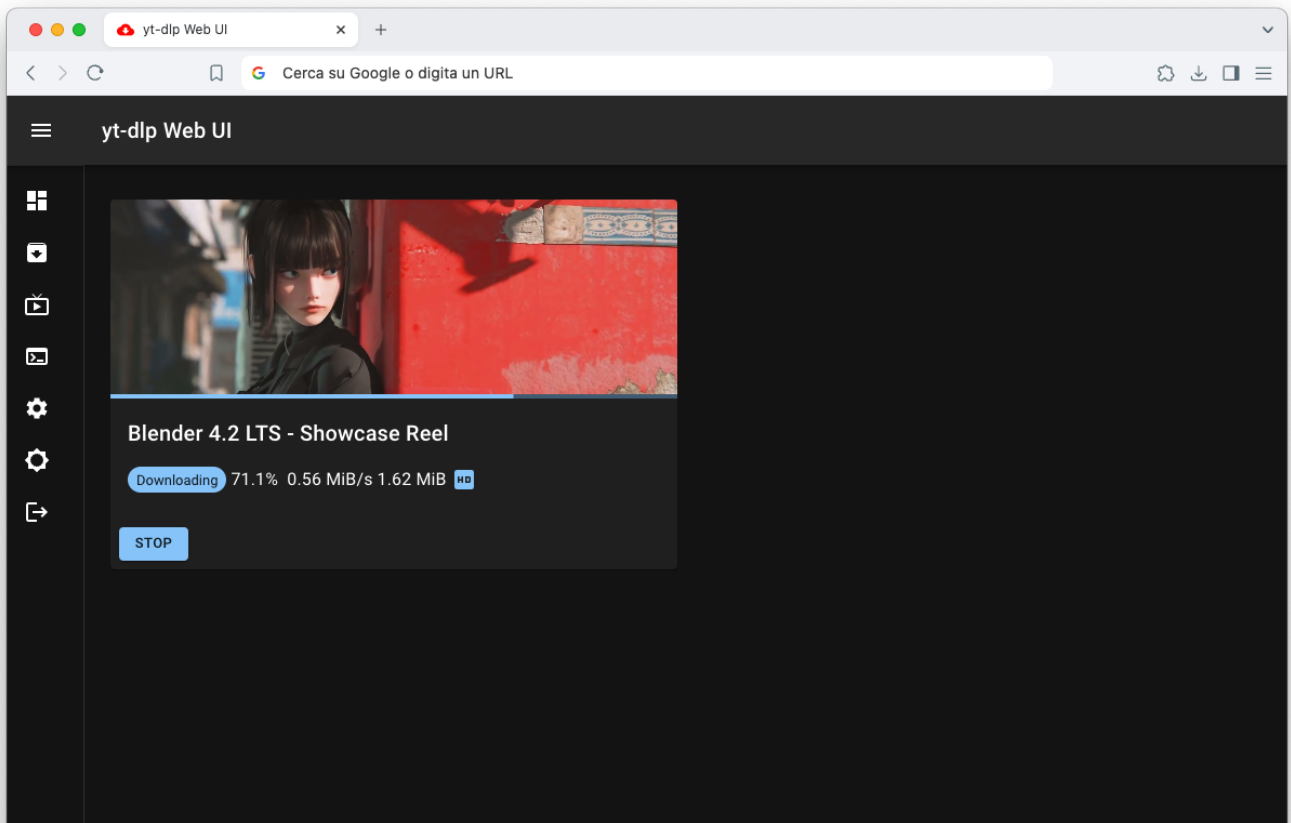 yt-dlp Web UI
Cerca su Google o digita un URL
yt-dlp Web UI
Blender 4.2 LTS - Showcase Reel
Downloading 71.1% 0.56 MiB/s 1.62 MiB HD
STOP